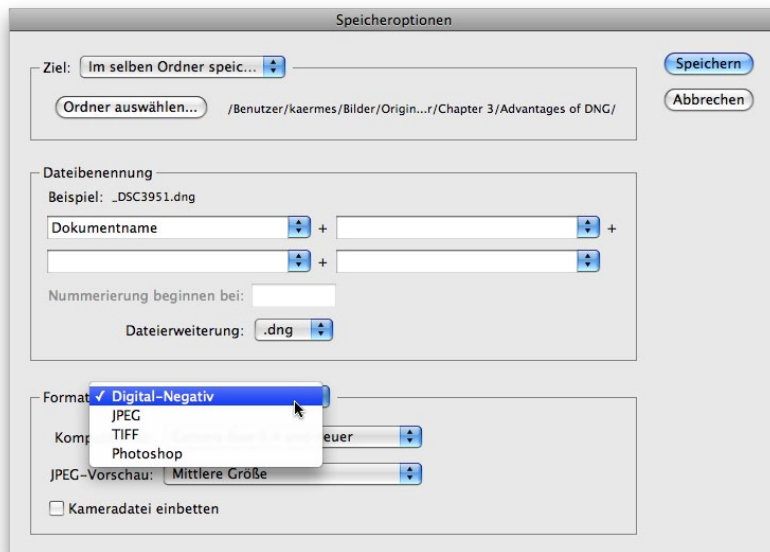 Speicheroptionen
Ziel: Im selben Ordner speic...
Speichern
Ordner auswählen... /Benutzer/kaermes/Bilder/Origin...r/Chapter 3/Advantages of DNG/
Abbrechen
Dateibenennung
Beispiel: _DSC3951.dng
Dokumentname + +
+
Nummerierung beginnen bei:
Dateierweiterung: .dng
Format ✓ Digital-Negativ
JPEG
TIFF
Photoshop
JPEG-Vorschau: Mittlere Größe
Kameradatei einbetten